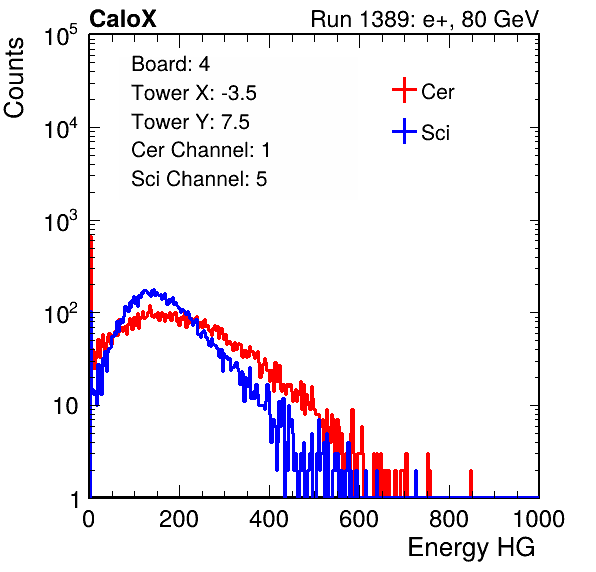 CaloX Run 1389: e+, 80 GeV
Counts
Board: 4
Tower X: -3.5
Tower Y: 7.5
Cer Channel: 1
Sci Channel: 5
Cer
Sci
10^5
10^4
10^3
10^2
10
1
0 200 400 600 800 1000
Energy HG